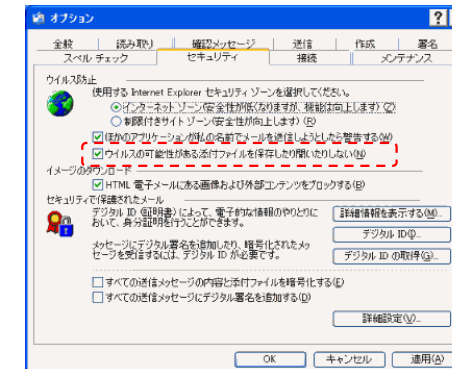 オプション
全般 読み取り 確認メッセージ 送信 作成 署名
スペル チェック セキュリティ 接続 メンテナンス
ウイルス防止
使用する Internet Explorer セキュリティ ゾーンを選択してください。
インターネット ゾーン(安全性が低くなりますが、機能は向上します)(Z)
制限付きサイト ゾーン(安全性が向上します)(R)
ほかのアプリケーションが私の名前でメールを送信しようとしたら警告する(W)
ウイルスの可能性がある添付ファイルを保存したり開いたりしない(N)
イメージのダウンロード
HTML 電子メールにある画像および外部コンテンツをブロックする(B)
セキュリティで保護されたメール
デジタル ID (証明書) によって、電子的な情報のやりとりに
おいて、身分証明を行うことができます。
詳細情報を表示する(M)...
デジタル ID(I)...
メッセージにデジタル署名を追加したり、暗号化されたメッ
セージを受信するには、デジタル ID が必要です。
デジタル ID の取得(G)...
すべての送信メッセージの内容と添付ファイルを暗号化する(E)
すべての送信メッセージにデジタル署名を追加する(D)
詳細設定(V)...
OK キャンセル 適用(A)